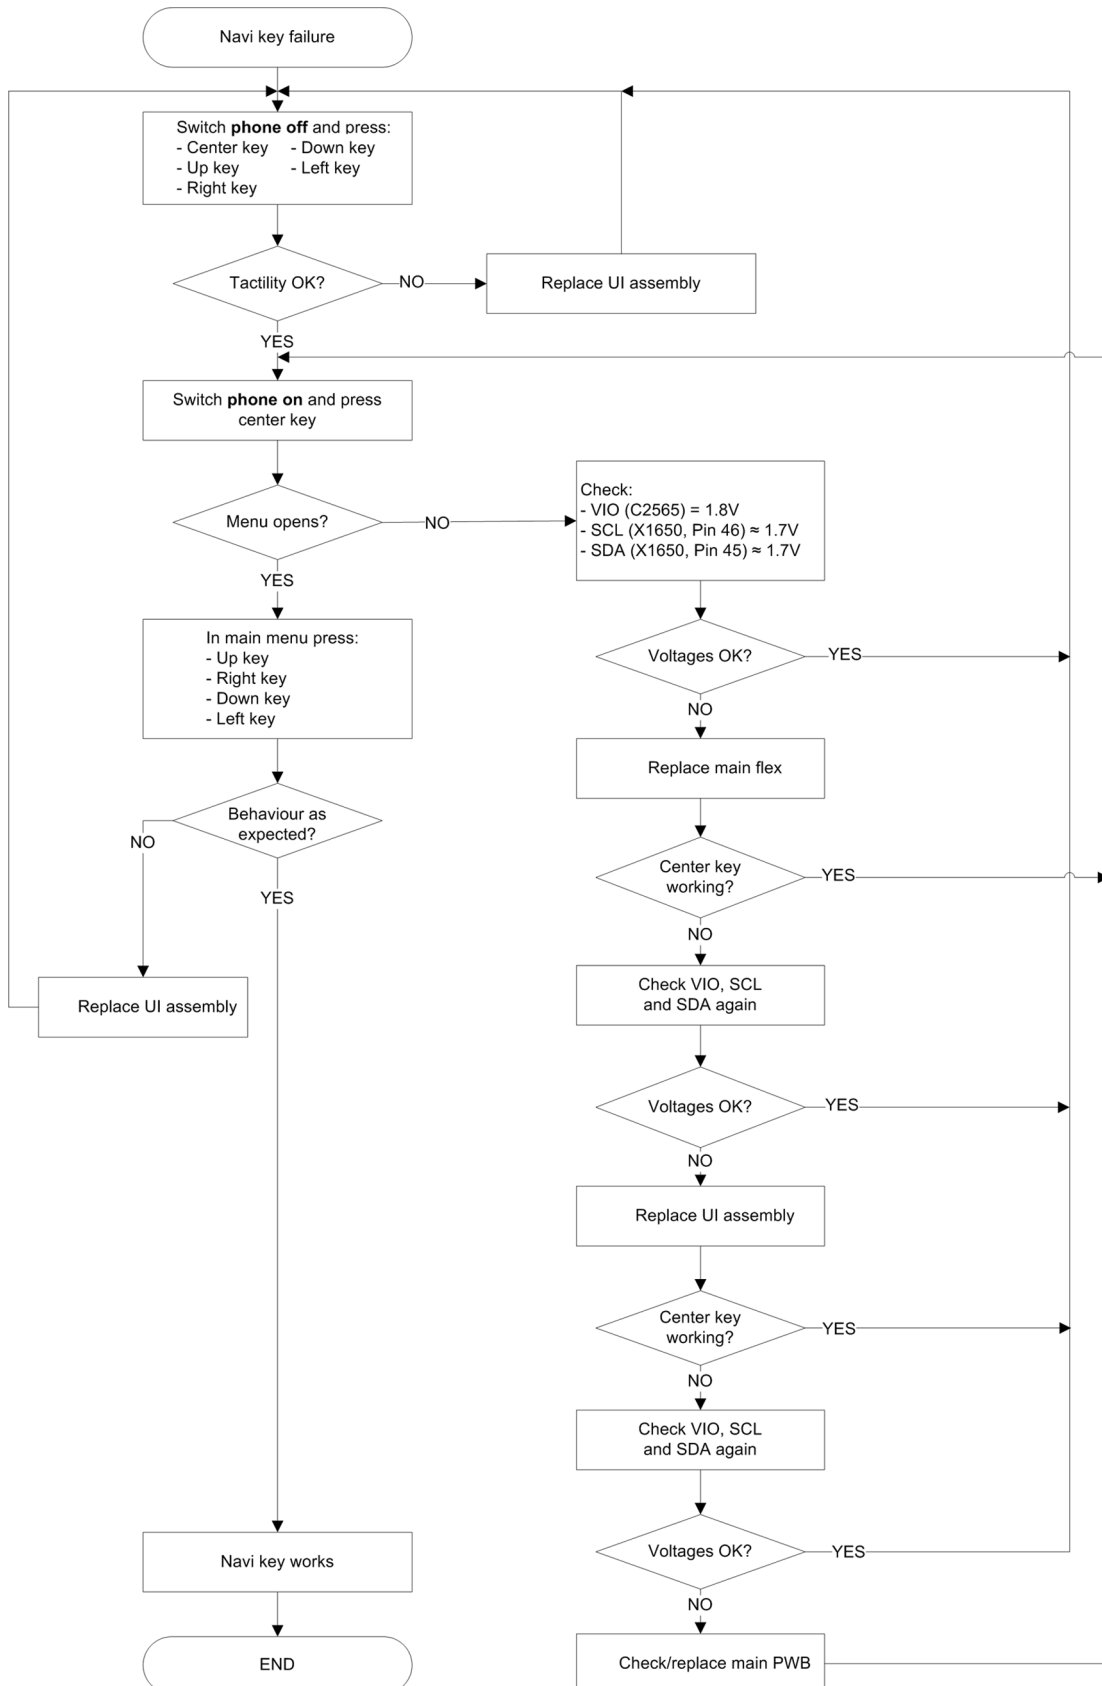 Navi key failure
Switch phone off and press:
- Center key - Down key
- Up key - Left key
- Right key
Tactility OK?
NO
Replace UI assembly
YES
Switch phone on and press
center key
Menu opens?
NO
Check:
- VIO (C2565) = 1.8V
- SCL (X1650, Pin 46) ≈ 1.7V
- SDA (X1650, Pin 45) ≈ 1.7V
YES
In main menu press:
- Up key
- Right key
- Down key
- Left key
Voltages OK?
YES
NO
Replace main flex
Behaviour as
expected?
NO
YES
Center key
working?
YES
NO
Replace UI assembly
Check VIO, SCL
and SDA again
Voltages OK?
YES
NO
Replace UI assembly
Center key
working?
YES
NO
Check VIO, SCL
and SDA again
Voltages OK?
YES
NO
Navi key works
END
Check/replace main PWB